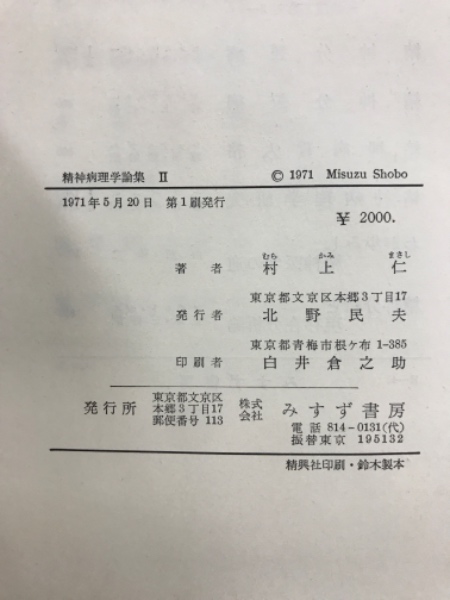 精神病理学論集 II
© 1971 Misuzu Shobo
1971年5月20日 第1刷発行
¥ 2000.
むら かみ まさし
著者 村上仁
東京都文京区本郷3丁目17
発行者 北野民夫
東京都青梅市根ヶ布1-385
印刷者 白井倉之助
発行所 東京都文京区本郷3丁目17郵便番号113 株式会社 みすず書房
電話 814-0131(代)
振替東京 195132
精興社印刷・鈴木製本